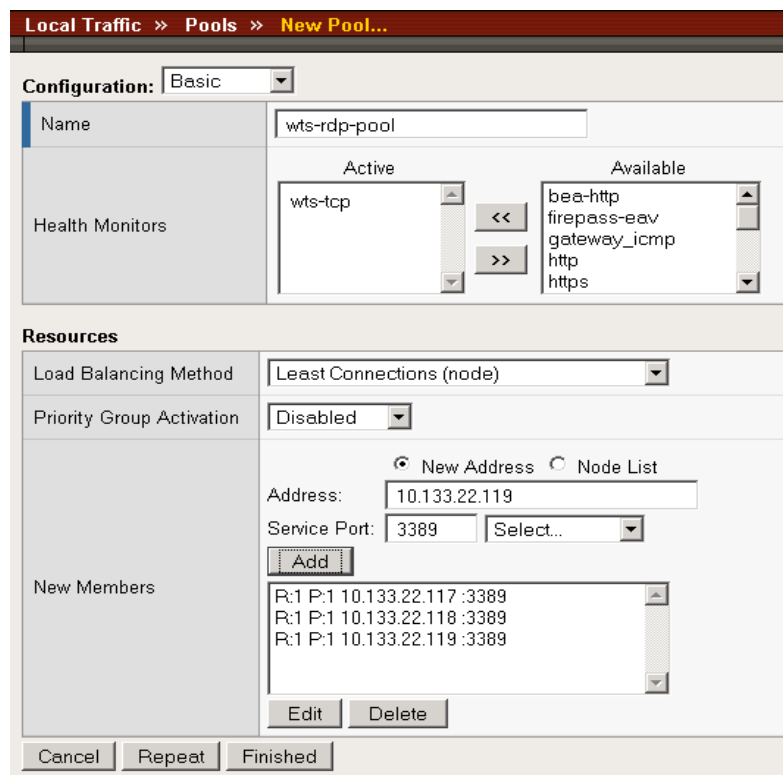 Local Traffic » Pools » New Pool...
Configuration: Basic
Name wts-rdp-pool
Active Available
Health Monitors
wts-tcp
<<
>>
bea-http
firepass-eav
gateway_icmp
http
https
Resources
Load Balancing Method Least Connections (node)
Priority Group Activation Disabled
New Members
New Address Node List
Address: 10.133.22.119
Service Port: 3389 Select...
Add
R:1 P:1 10.133.22.117 :3389
R:1 P:1 10.133.22.118 :3389
R:1 P:1 10.133.22.119 :3389
Edit Delete
Cancel Repeat Finished